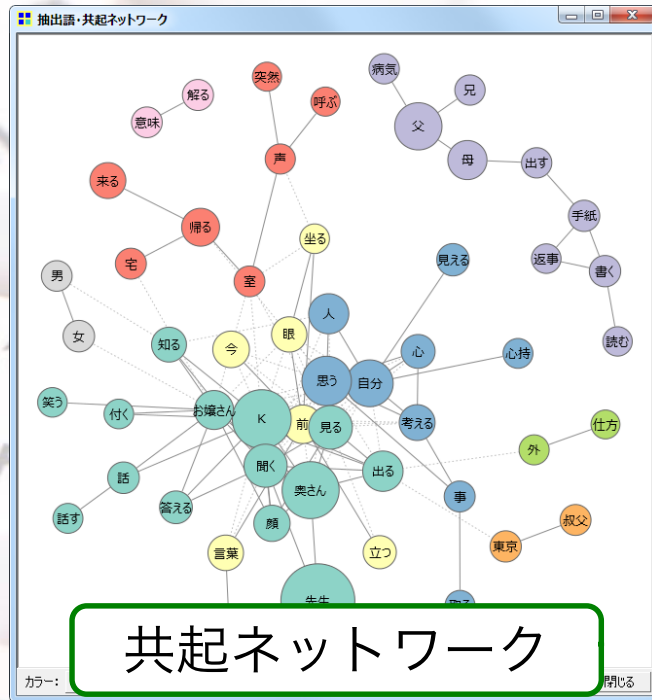 抽出語・共起ネットワーク
病気
突然
解る
兄
呼ぶ
意味
父
声
母
出す
来る
手紙
帰る
坐る
見える
返事
宅
書く
男
室
人
眼
女
知る
今
読む
心
心持
思う
自分
笑う
付く
お嬢さん
K
前
見る
考える
仕方
外
聞く
出る
話
奥さん
事
答える
話す
顔
叔父
東京
言葉
立つ
先生
共起ネットワーク
カラー:
閉じる